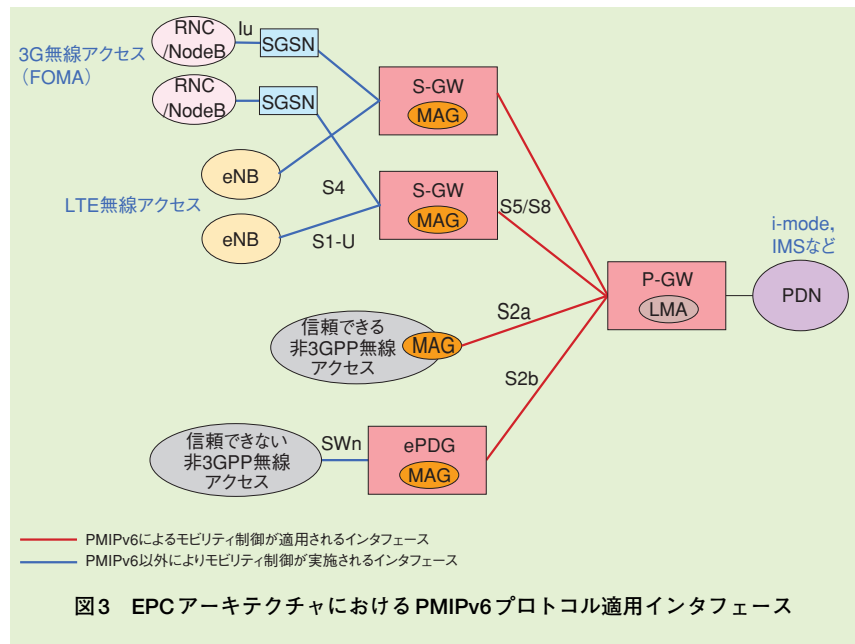 3G無線アクセス
（FOMA）
RNC
/NodeB
Iu
SGSN
RNC
/NodeB
SGSN
S-GW
MAG
eNB
S4
LTE無線アクセス
eNB
S1-U
S-GW
MAG
S5/S8
i-mode,
IMSなど
P-GW
LMA
PDN
信頼できる
非3GPP無線
アクセス
MAG
S2a
S2b
信頼できない
非3GPP無線
アクセス
SWn
ePDG
MAG
PMIPv6によるモビリティ制御が適用されるインタフェース
PMIPv6以外によりモビリティ制御が実施されるインタフェース
図3 EPCアーキテクチャにおけるPMIPv6プロトコル適用インタフェース